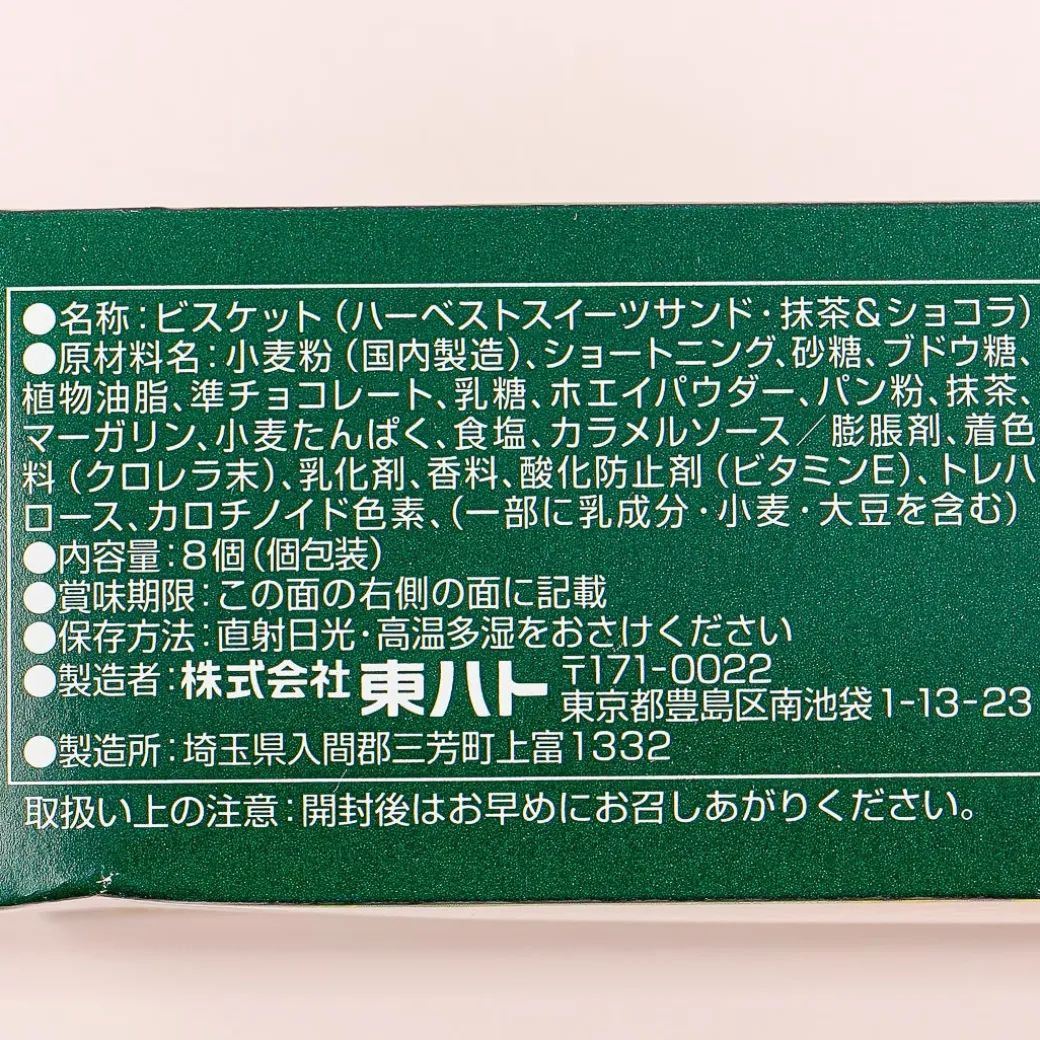 ●名称:ビスケット(ハーベストスイーツサンド・抹茶&ショコラ)
●原材料名:小麦粉(国内製造)、ショートニング、砂糖、ブドウ糖、
植物油脂、準チョコレート、乳糖、ホエイパウダー、パン粉、抹茶、
マーガリン、小麦たんぱく、食塩、カラメルソース/膨脹剤、着色
料(クロレラ末)、乳化剤、香料、酸化防止剤(ビタミンE)、トレハ
ロース、カロチノイド色素、(一部に乳成分・小麦・大豆を含む)
●内容量:8個(個包装)
●賞味期限:この面の右側の面に記載
●保存方法:直射日光・高温多湿をおさけください
●製造者:株式会社 東ハト 〒171-0022
東京都豊島区南池袋1-13-23
●製造所:埼玉県入間郡三芳町上富1332
取扱い上の注意:開封後はお早めにお召しあがりください。